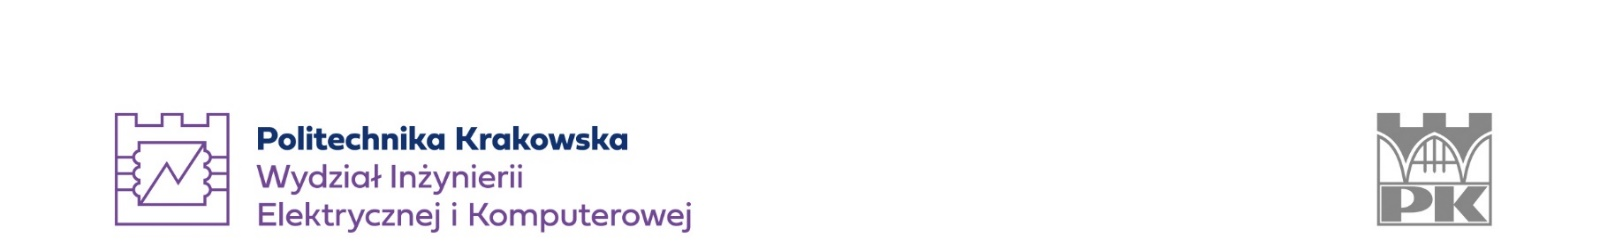 Politechnika Krakowska
Wydział Inżynierii
Elektrycznej i Komputerowej
PK